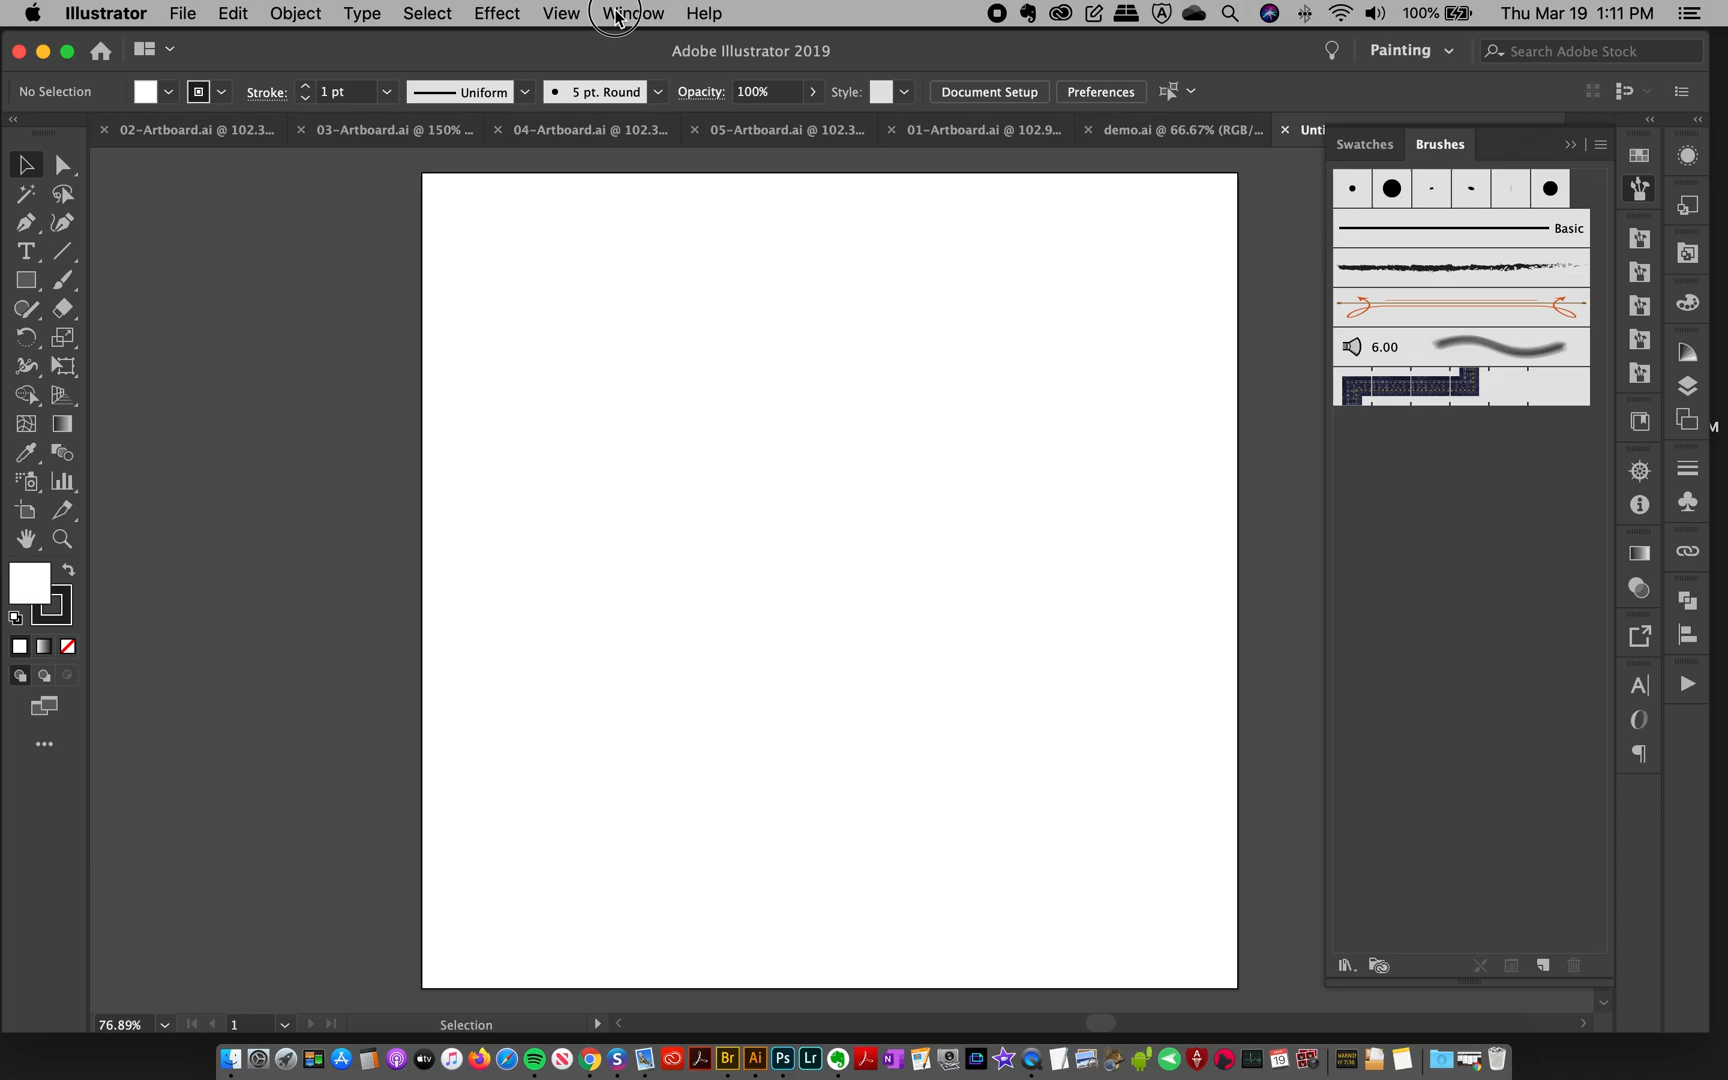 Illustrator File Edit Object Type Select Effect View Window Help 100% Thu Mar 19 1:11 PM
Adobe Illustrator 2019 Painting Search Adobe Stock
No Selection Stroke: 1 pt Uniform 5 pt. Round Opacity: 100% Style: Document Setup Preferences
02-Artboard.ai @ 102.3... 03-Artboard.ai @ 150% ... 04-Artboard.ai @ 102.3... 05-Artboard.ai @ 102.3... 01-Artboard.ai @ 102.9... demo.ai @ 66.67% (RGB/... Unti
Swatches Brushes
Basic
6.00
M
76.89% 1 Selection